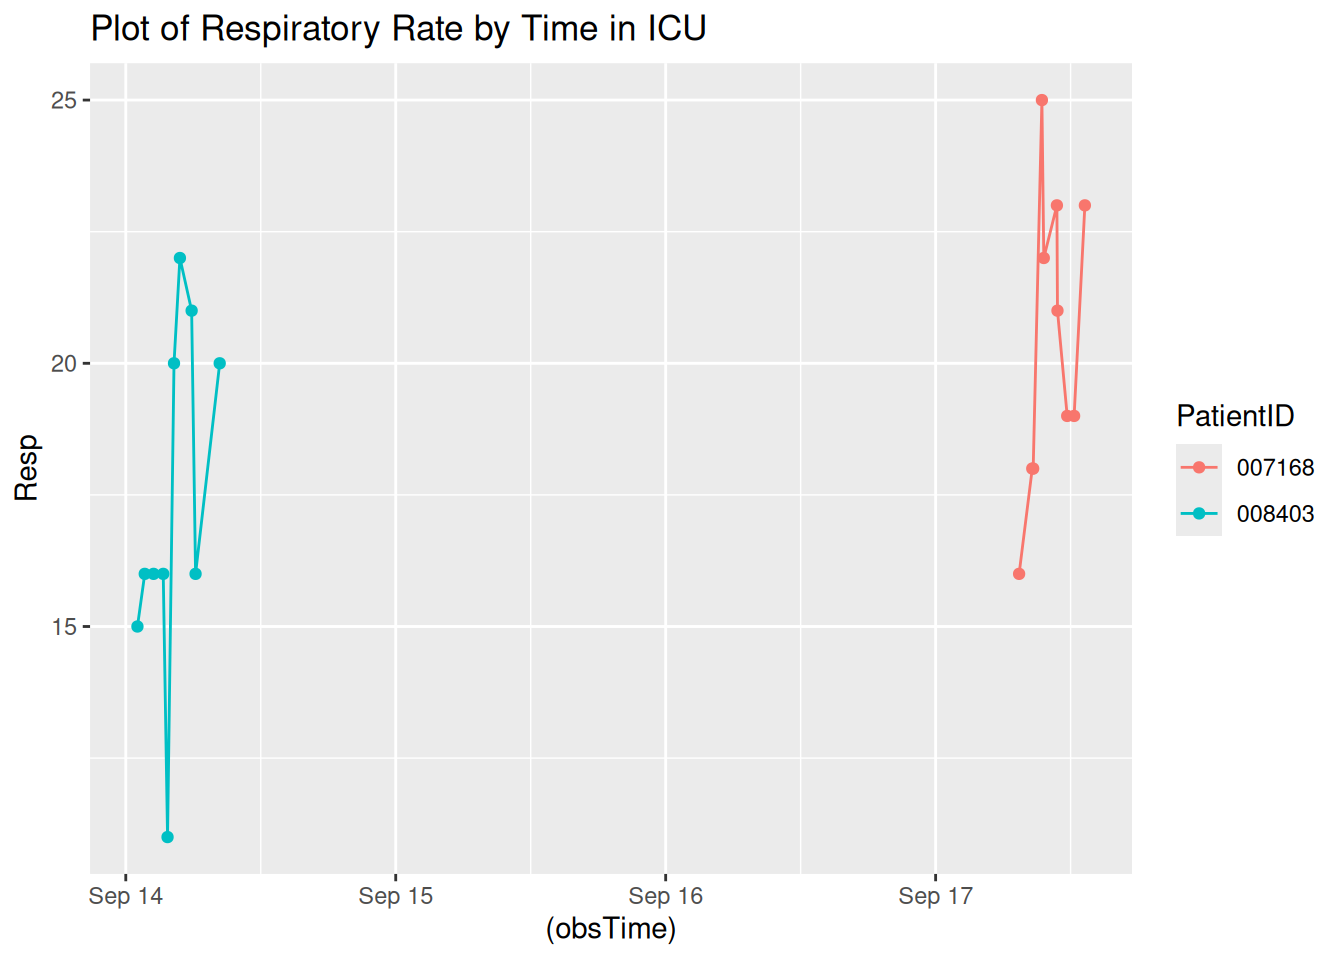 Plot of Respiratory Rate by Time in ICU
25
20
15
Resp
Sep 14
Sep 15
Sep 16
Sep 17
(obsTime)
PatientID
007168
008403